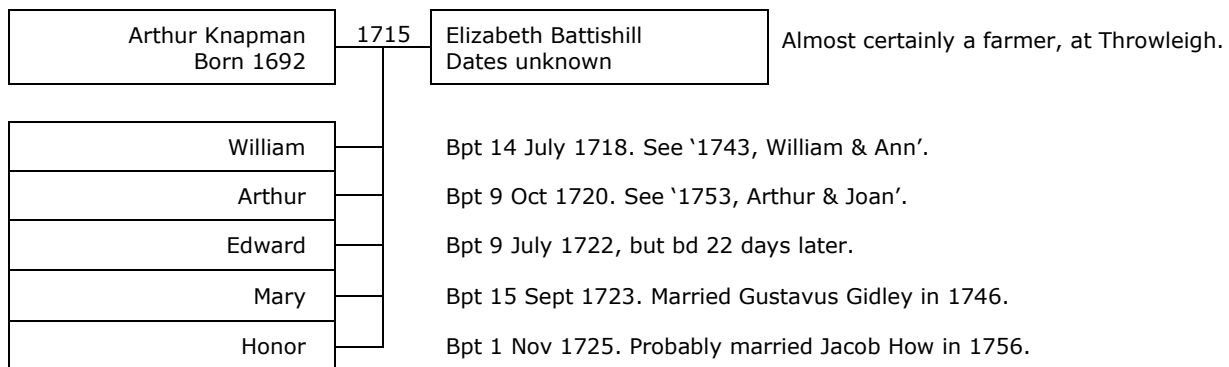 Arthur Knapman
Born 1692
1715
Elizabeth Battishill
Dates unknown
Almost certainly a farmer, at Throwleigh.
William
Bpt 14 July 1718. See ‘1743, William & Ann’.
Arthur
Bpt 9 Oct 1720. See ‘1753, Arthur & Joan’.
Edward
Bpt 9 July 1722, but bd 22 days later.
Mary
Bpt 15 Sept 1723. Married Gustavus Gidley in 1746.
Honor
Bpt 1 Nov 1725. Probably married Jacob How in 1756.